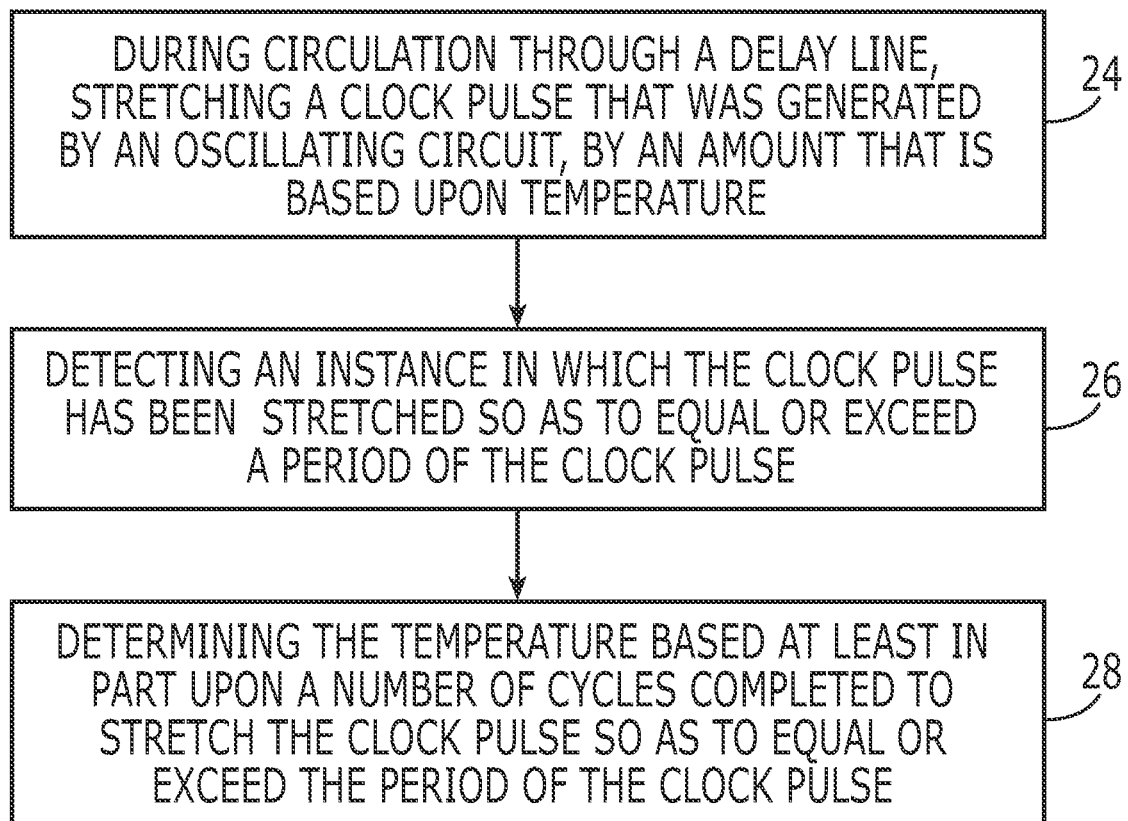 DURING CIRCULATION THROUGH A DELAY LINE,
STRETCHING A CLOCK PULSE THAT WAS GENERATED
BY AN OSCILLATING CIRCUIT, BY AN AMOUNT THAT IS
BASED UPON TEMPERATURE
24
DETECTING AN INSTANCE IN WHICH THE CLOCK PULSE
HAS BEEN STRETCHED SO AS TO EQUAL OR EXCEED
A PERIOD OF THE CLOCK PULSE
26
DETERMINING THE TEMPERATURE BASED AT LEAST IN
PART UPON A NUMBER OF CYCLES COMPLETED TO
STRETCH THE CLOCK PULSE SO AS TO EQUAL OR
EXCEED THE PERIOD OF THE CLOCK PULSE
28